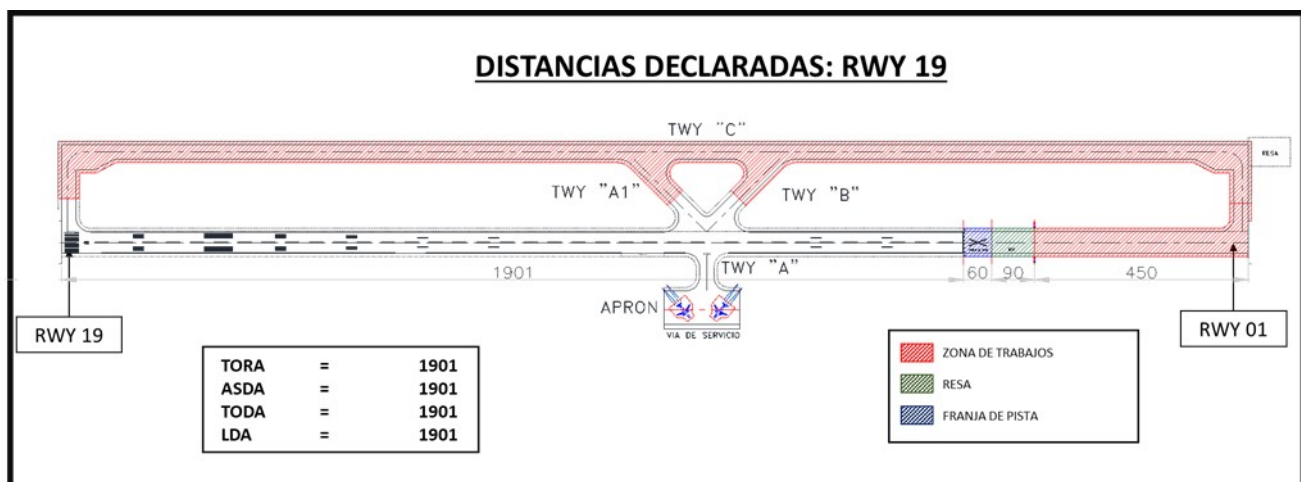 DISTANCIAS DECLARADAS: RWY 19
TWY "C"
RESA
TWY "A1"
TWY "B"
1901
TWY "A"
60
90
450
APRON
VIA DE SERVICIO
RWY 19
RWY 01
TORA = 1901
ASDA = 1901
TODA = 1901
LDA = 1901
ZONA DE TRABAJOS
RESA
FRANJA DE PISTA